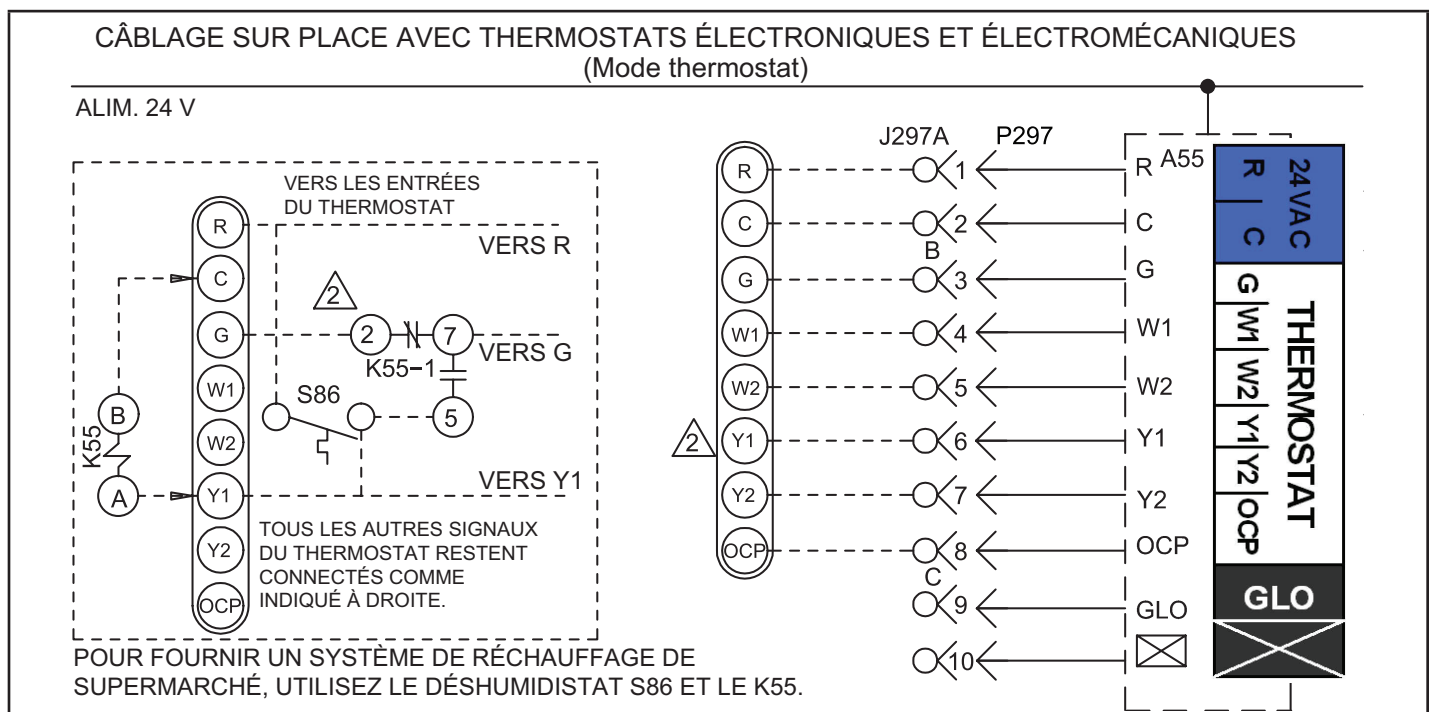 CÂBLAGE SUR PLACE AVEC THERMOSTATS ÉLECTRONIQUES ET ÉLECTROMÉCANIQUES
(Mode thermostat)
ALIM. 24 V
VERS LES ENTRÉES
DU THERMOSTAT
R
VERS R
C
2
G
2
7
VERS G
K55-1
W1
S86
B
5
K55
W2
A
Y1
VERS Y1
Y2
OCP
TOUS LES AUTRES SIGNAUX
DU THERMOSTAT RESTENT
CONNECTÉS COMME
INDIQUÉ À DROITE.
POUR FOURNIR UN SYSTÈME DE RÉCHAUFFAGE DE
SUPERMARCHÉ, UTILISEZ LE DÉSHUMIDISTAT S86 ET LE K55.
J297A
P297
A55
R 1 R
C 2 C
B
G 3 G
W1 4 W1
W2 5 W2
2
Y1 6 Y1
Y2 7 Y2
OCP 8 OCP
C
9 GLO
10
24VAC
R C
THERMOSTAT
G W1 W2 Y1 Y2 OCP
GLO